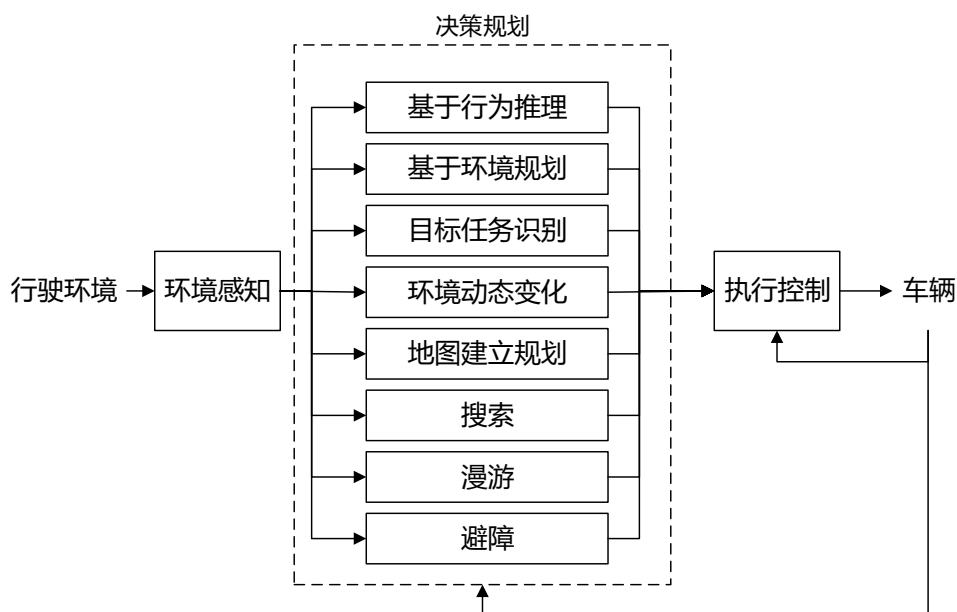 决策规划
基于行为推理
基于环境规划
目标任务识别
行驶环境
环境感知
环境动态变化
执行控制
车辆
地图建立规划
搜索
漫游
避障